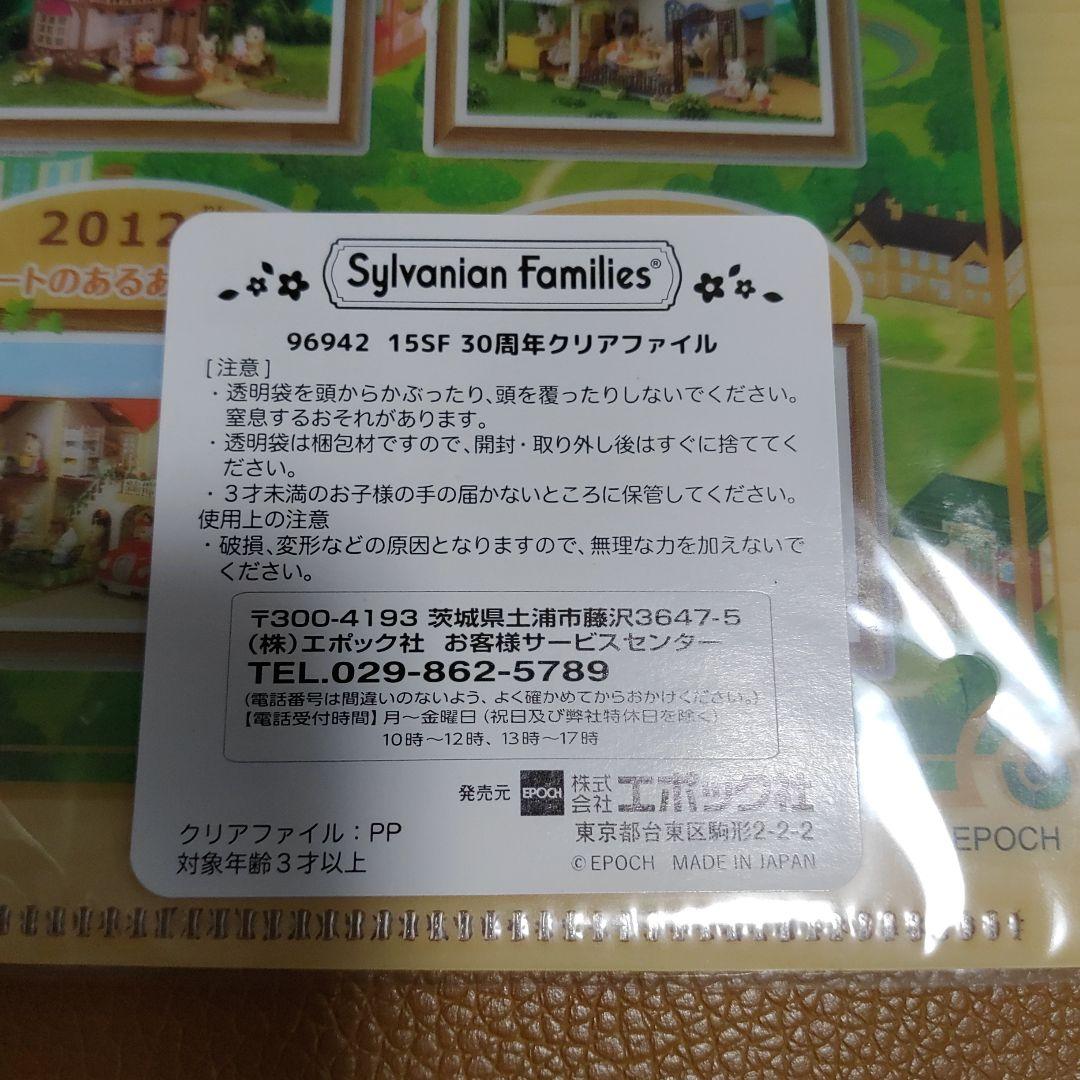 2012
ートのあるあ
Sylvanian Families®
96942 15SF 30周年クリアファイル
[注意]
・透明袋を頭からかぶったり、頭を覆ったりしないでください。
窒息するおそれがあります。
・透明袋は梱包材ですので、開封・取り外し後はすぐに捨ててく
ださい。
・3才未満のお子様の手の届かないところに保管してください。
使用上の注意
・破損、変形などの原因となりますので、無理な力を加えないで
ください。
〒300-4193 茨城県土浦市藤沢3647-5
(株)エポック社 お客様サービスセンター
TEL.029-862-5789
(電話番号は間違いのないよう、よく確かめてからおかけください。)
【電話受付時間】月～金曜日(祝日及び弊社特休日を除く)
10時～12時、13時～17時
発売元 EPOCH 株式会社 エポック社
東京都台東区駒形2-2-2
クリアファイル:PP
対象年齢3才以上
©EPOCH MADE IN JAPAN
EPOCH